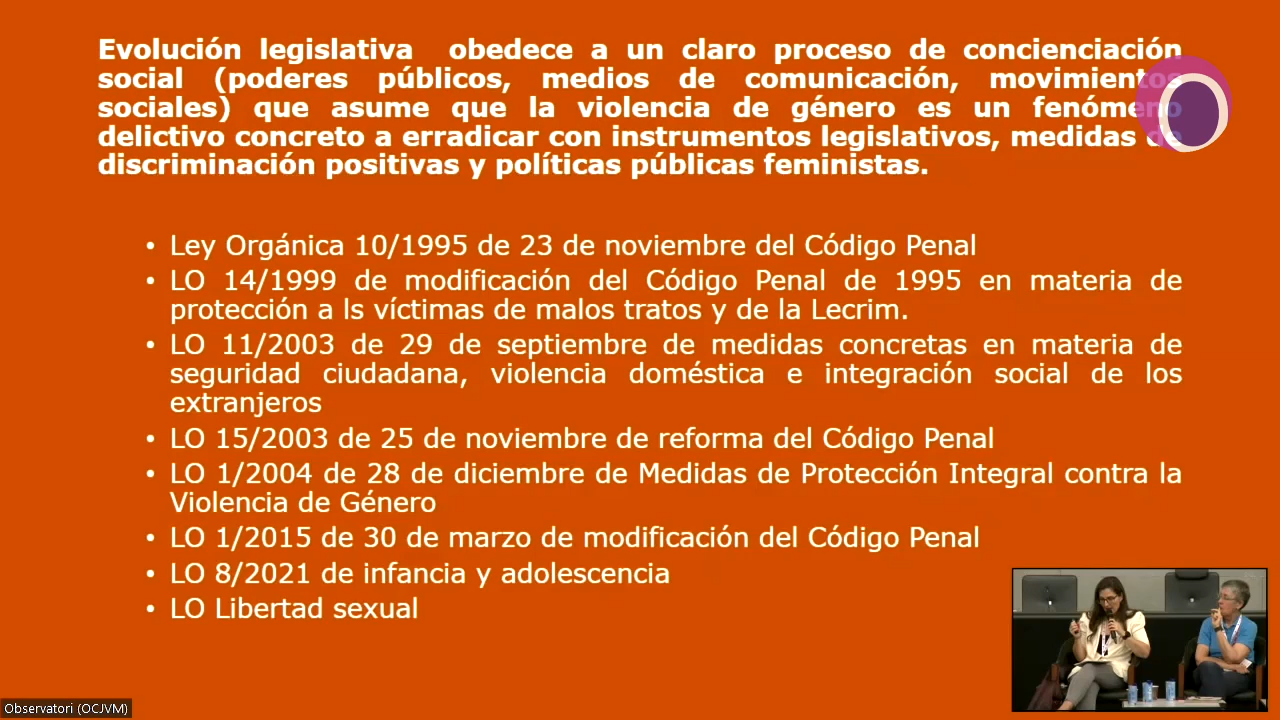 Evolución legislativa obedece a un claro proceso de concienciación
social (poderes públicos, medios de comunicación, movimientos
sociales) que asume que la violencia de género es un fenómeno
delictivo concreto a erradicar con instrumentos legislativos, medidas de
discriminación positivas y políticas públicas feministas.
• Ley Orgánica 10/1995 de 23 de noviembre del Código Penal
• LO 14/1999 de modificación del Código Penal de 1995 en materia de
protección a ls víctimas de malos tratos y de la Lecrim.
• LO 11/2003 de 29 de septiembre de medidas concretas en materia de
seguridad ciudadana, violencia doméstica e integración social de los
extranjeros
• LO 15/2003 de 25 de noviembre de reforma del Código Penal
• LO 1/2004 de 28 de diciembre de Medidas de Protección Integral contra la
Violencia de Género
• LO 1/2015 de 30 de marzo de modificación del Código Penal
• LO 8/2021 de infancia y adolescencia
• LO Libertad sexual
Observatori (OCJVM)